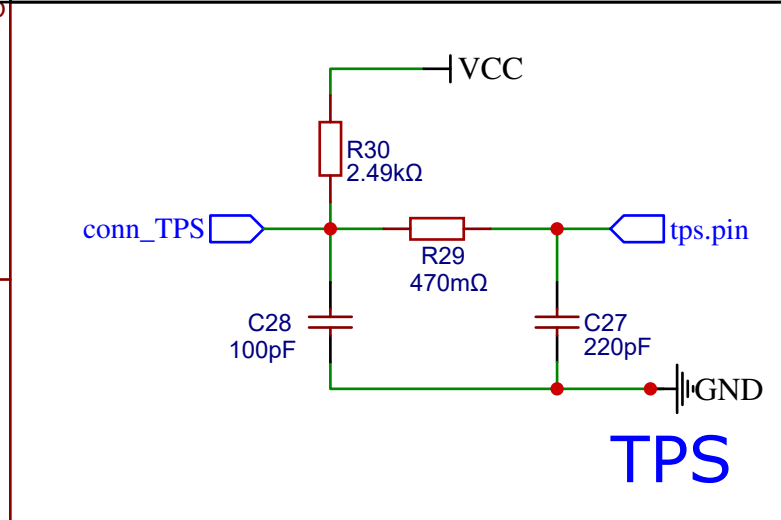 VCC
R30
2.49kΩ
conn_TPS
tps.pin
R29
470mΩ
C28
100pF
C27
220pF
GND
TPS